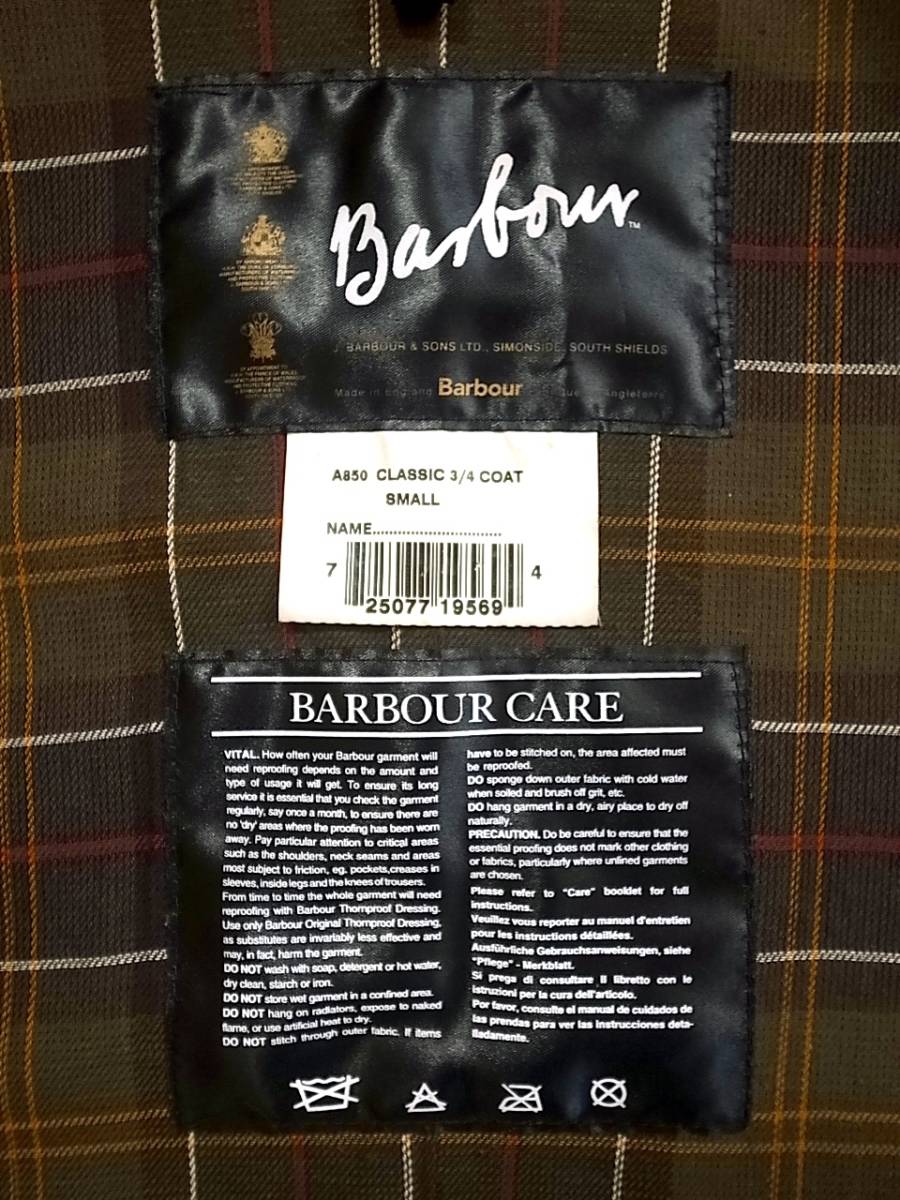 Barbour™
J. BARBOUR & SONS LTD., SIMONSIDE, SOUTH SHIELDS
Made in England Barbour
A850 CLASSIC 3/4 COAT
SMALL
NAME..............................
7 25077 19569 4
BARBOUR CARE
VITAL. How often your Barbour garment will
need reproofing depends on the amount and
type of usage it will get. To ensure its long
service it is essential that you check the garment
regularly, say once a month, to ensure there are
no 'dry' areas where the proofing has been worn
away. Pay particular attention to critical areas
such as the shoulders, neck seams and areas
most subject to friction, eg. pockets,creases in
sleeves, inside legs and the knees of trousers.
From time to time the whole garment will need
reproofing with Barbour Thornproof Dressing.
Use only Barbour Original Thornproof Dressing,
as substitutes are invariably less effective and
may, in fact, harm the garment.
DO NOT wash with soap, detergent or hot water,
dry clean, starch or iron.
DO NOT store wet garment in a confined area.
DO NOT hang on radiators, expose to naked
flame, or use artificial heat to dry.
DO NOT stitch through outer fabric. If items
have to be stitched on, the area affected must
be reproofed.
DO sponge down outer fabric with cold water
when soiled and brush off grit, etc.
DO hang garment in a dry, airy place to dry off
naturally.
PRECAUTION. Do be careful to ensure that the
essential proofing does not mark other clothing
or fabrics, particularly where unlined garments
are chosen.
Please refer to "Care" booklet for full
instructions.
Veuillez vous reporter au manuel d'entretien
pour les instructions détaillées.
Ausführliche Gebrauchsanweisungen, siehe
"Pflege" - Merkblatt.
Si prega di consultare il libretto con le
istruzioni per la cura dell'articolo.
Por favor, consulte el manual de cuidados de
las prendas para ver las instrucciones deta-
lladamente.